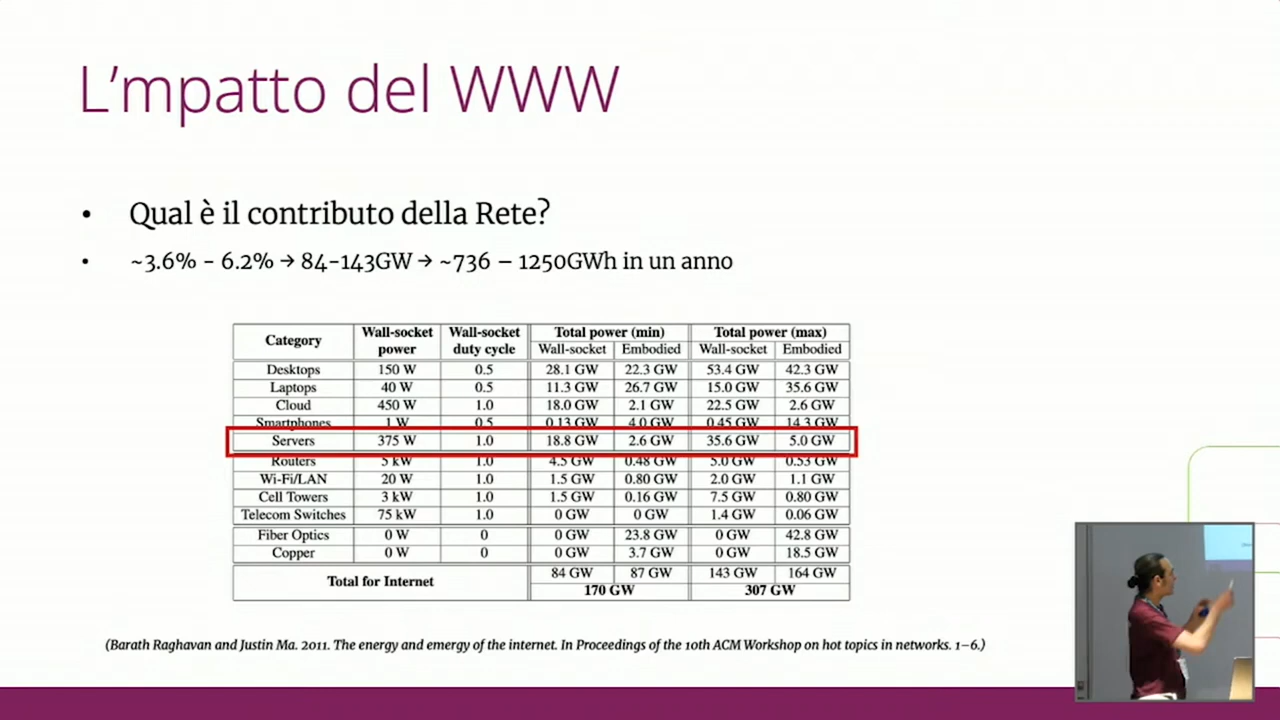 L’mpatto del WWW
• Qual è il contributo della Rete?
• ~3.6% - 6.2% → 84-143GW → ~736 – 1250GWh in un anno
Category Wall-socket power Wall-socket duty cycle Total power (min) Total power (max)
Wall-socket Embodied Wall-socket Embodied
Desktops 150 W 0.5 28.1 GW 22.3 GW 53.4 GW 42.3 GW
Laptops 40 W 0.5 11.3 GW 26.7 GW 15.0 GW 35.6 GW
Cloud 450 W 1.0 18.0 GW 2.1 GW 22.5 GW 2.6 GW
Smartphones 1 W 0.5 0.13 GW 4.0 GW 0.45 GW 14.3 GW
Servers 375 W 1.0 18.8 GW 2.6 GW 35.6 GW 5.0 GW
Routers 5 kW 1.0 4.5 GW 0.48 GW 5.0 GW 0.53 GW
Wi-Fi/LAN 20 W 1.0 1.5 GW 0.80 GW 2.0 GW 1.1 GW
Cell Towers 3 kW 1.0 1.5 GW 0.16 GW 7.5 GW 0.80 GW
Telecom Switches 75 kW 1.0 0 GW 0 GW 1.4 GW 0.06 GW
Fiber Optics 0 W 0 0 GW 23.8 GW 0 GW 42.8 GW
Copper 0 W 0 0 GW 3.7 GW 0 GW 18.5 GW
Total for Internet 84 GW 87 GW 143 GW 164 GW
170 GW 307 GW
(Barath Raghavan and Justin Ma. 2011. The energy and emergy of the internet. In Proceedings of the 10th ACM Workshop on hot topics in networks. 1–6.)